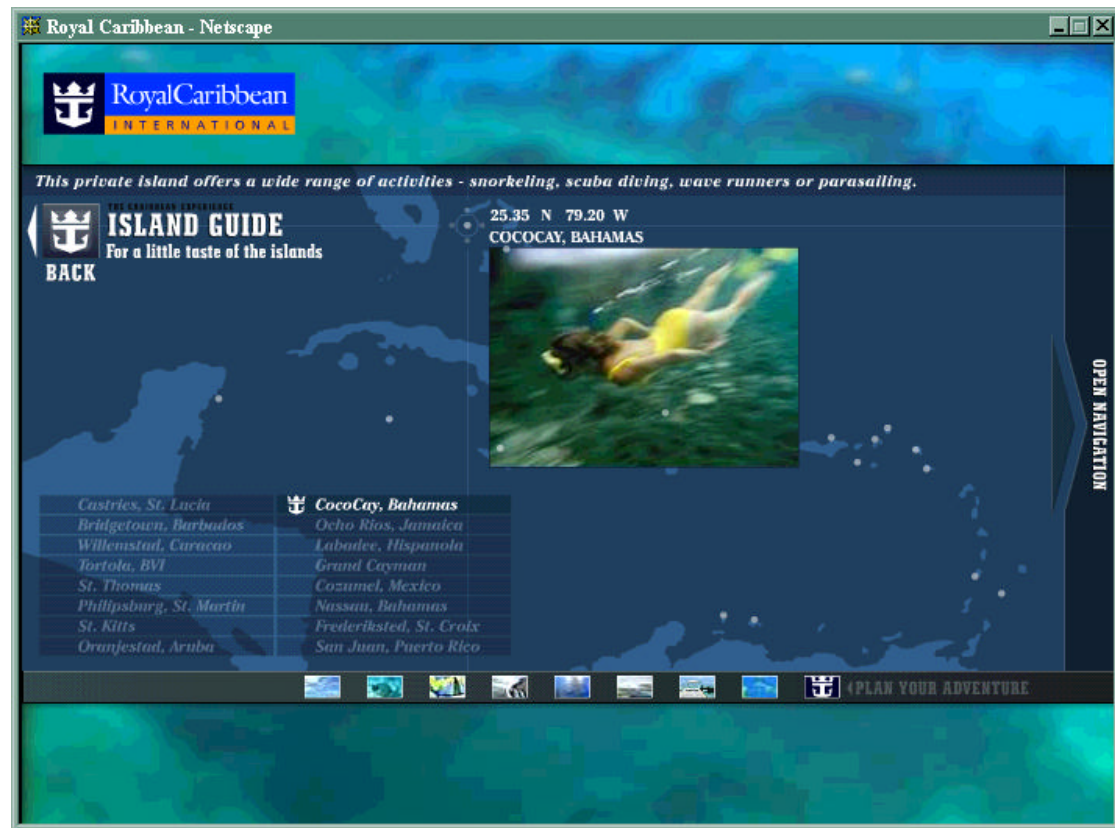 Royal Caribbean - Netscape
RoyalCaribbean
INTERNATIONAL
This private island offers a wide range of activities - snorkeling, scuba diving, wave runners or parasailing.
THE CARIBBEAN EXPERIENCE
ISLAND GUIDE
For a little taste of the islands
BACK
25.35 N 79.20 W
COCOCAY, BAHAMAS
OPEN NAVIGATION
Castries, St. Lucia
Bridgetown, Barbados
Willemstad, Curacao
Tortola, BVI
St. Thomas
Philipsburg, St. Martin
St. Kitts
Oranjestad, Aruba
CocoCay, Bahamas
Ocho Rios, Jamaica
Labadee, Hispanola
Grand Cayman
Cozumel, Mexico
Nassau, Bahamas
Frederiksted, St. Croix
San Juan, Puerto Rico
PLAN YOUR ADVENTURE